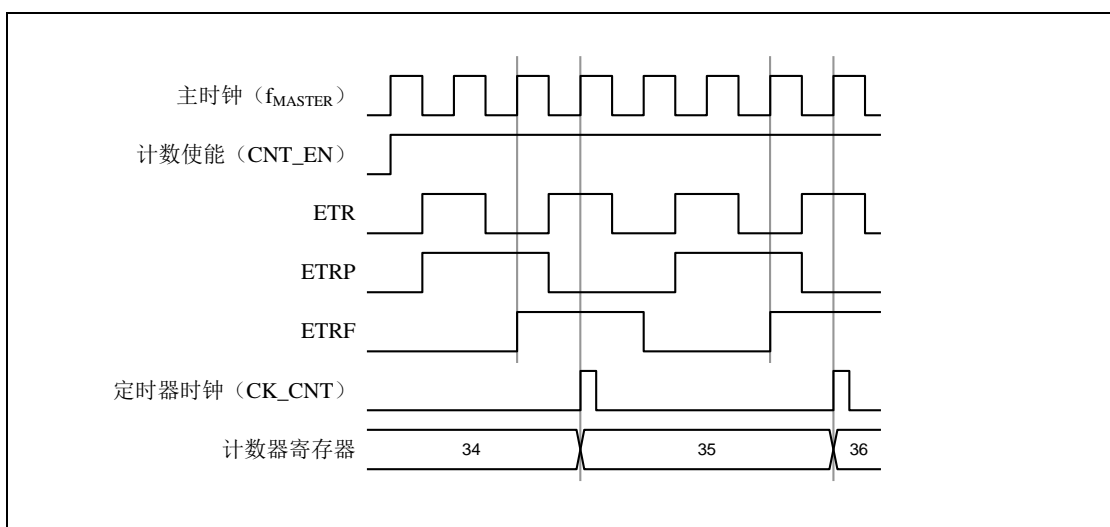 主时钟（fMASTER）
计数使能（CNT_EN）
ETR
ETRP
ETRF
定时器时钟（CK_CNT）
计数器寄存器 34 35 36